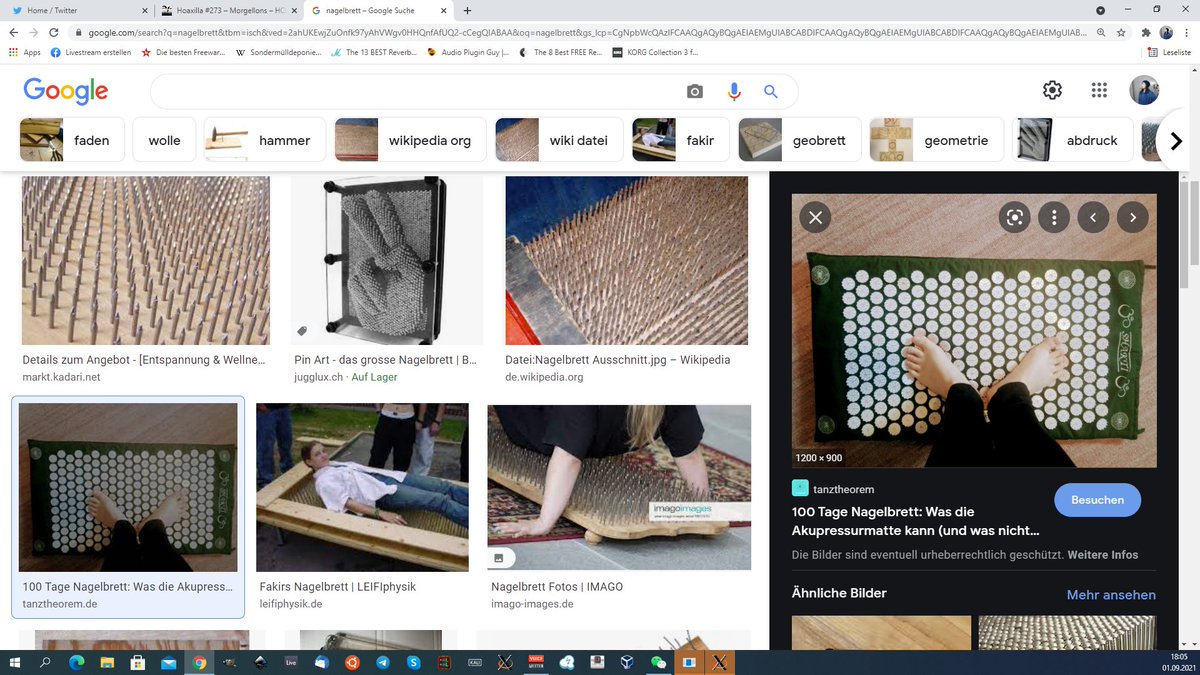 Home / Twitter
Hoaxilla #273 – Morgellons – HO
nagelbrett – Google Suche
google.com/search?q=nagelbrett&tbm=isch&ved=2ahUKEwjZuOnfk97yAhVWgv0HHQnfAfUQ2-cCegQIABAA&oq=nagelbrett&gs_lcp=CgNpbWcQAzIFCAAQgAQyBQgAEIAEMgUIABCABDIFCAAQgAQyBQgAEIAEMgUIABCABDIFCAAQgAQyBQgAEIAEMgUIAB...
Apps
Livestream erstellen
Die besten Freewar...
Sondermülldeponie...
The 13 BEST Reverb...
Audio Plugin Guy |...
The 8 Best FREE Re...
KORG Collection 3 f...
Leseliste
Google
faden
wolle
hammer
wikipedia org
wiki datei
fakir
geobrett
geometrie
abdruck
Details zum Angebot - [Entspannung & Wellne...
markt.kadari.net
Pin Art - das grosse Nagelbrett | B...
jugglux.ch · Auf Lager
Datei:Nagelbrett Ausschnitt.jpg – Wikipedia
de.wikipedia.org
imagoimages
100 Tage Nagelbrett: Was die Akupress...
tanztheorem.de
Fakirs Nagelbrett | LEIFIphysik
leifiphysik.de
Nagelbrett Fotos | IMAGO
imago-images.de
SHAKTI
1200 × 900
tanztheorem
100 Tage Nagelbrett: Was die
Akupressurmatte kann (und was nicht...
Besuchen
Die Bilder sind eventuell urheberrechtlich geschützt. Weitere Infos
Ähnliche Bilder
Mehr ansehen
Live
18:05
01.09.2021